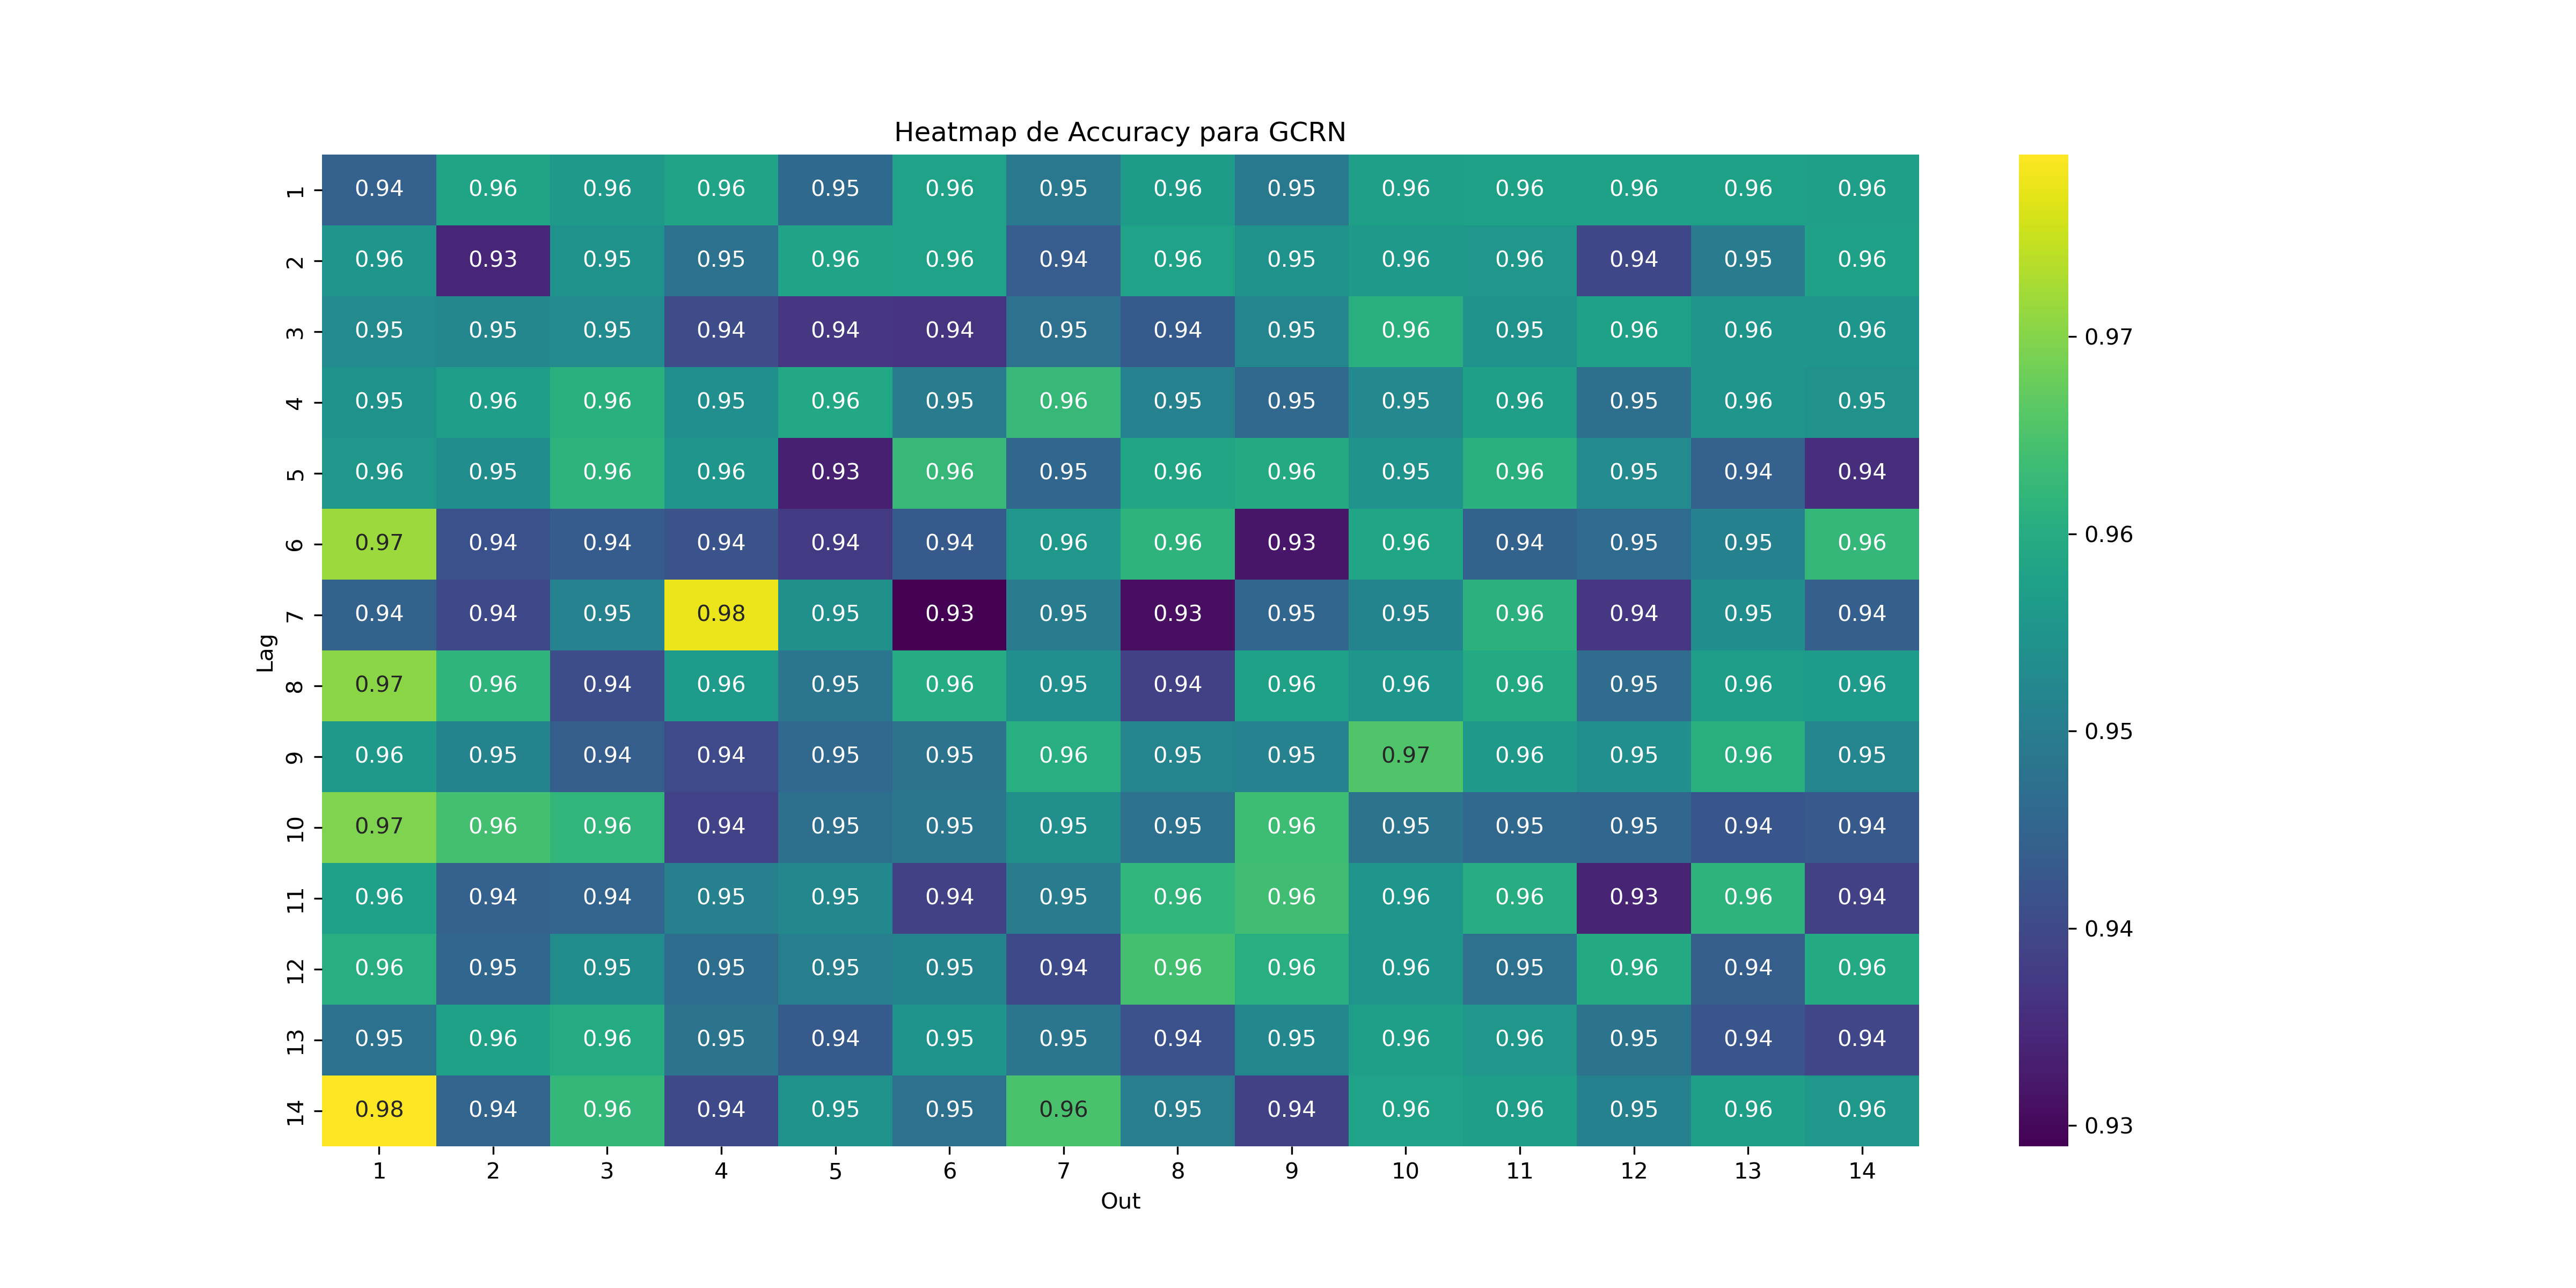 Heatmap de Accuracy para GCRN
1 0.94 0.96 0.96 0.96 0.95 0.96 0.95 0.96 0.95 0.96 0.96 0.96 0.96 0.96
2 0.96 0.93 0.95 0.95 0.96 0.96 0.94 0.96 0.95 0.96 0.96 0.94 0.95 0.96
3 0.95 0.95 0.95 0.94 0.94 0.94 0.95 0.94 0.95 0.96 0.95 0.96 0.96 0.96
4 0.95 0.96 0.96 0.95 0.96 0.95 0.96 0.95 0.95 0.95 0.96 0.95 0.96 0.95
5 0.96 0.95 0.96 0.96 0.93 0.96 0.95 0.96 0.96 0.95 0.96 0.95 0.94 0.94
6 0.97 0.94 0.94 0.94 0.94 0.94 0.96 0.96 0.93 0.96 0.94 0.95 0.95 0.96
7 0.94 0.94 0.95 0.98 0.95 0.93 0.95 0.93 0.95 0.95 0.96 0.94 0.95 0.94
8 0.97 0.96 0.94 0.96 0.95 0.96 0.95 0.94 0.96 0.96 0.96 0.95 0.96 0.96
9 0.96 0.95 0.94 0.94 0.95 0.95 0.96 0.95 0.95 0.97 0.96 0.95 0.96 0.95
10 0.97 0.96 0.96 0.94 0.95 0.95 0.95 0.95 0.96 0.95 0.95 0.95 0.94 0.94
11 0.96 0.94 0.94 0.95 0.95 0.94 0.95 0.96 0.96 0.96 0.96 0.93 0.96 0.94
12 0.96 0.95 0.95 0.95 0.95 0.95 0.94 0.96 0.96 0.96 0.95 0.96 0.94 0.96
13 0.95 0.96 0.96 0.95 0.94 0.95 0.95 0.94 0.95 0.96 0.96 0.95 0.94 0.94
14 0.98 0.94 0.96 0.94 0.95 0.95 0.96 0.95 0.94 0.96 0.96 0.95 0.96 0.96
1 2 3 4 5 6 7 8 9 10 11 12 13 14
Out
Lag
0.97
0.96
0.95
0.94
0.93